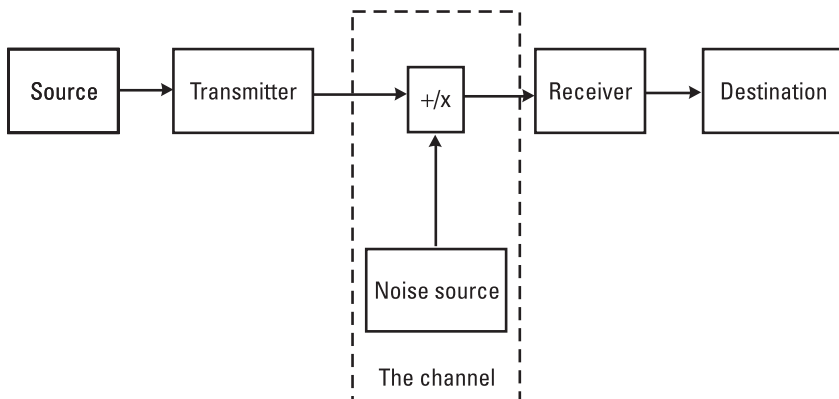 Source
Transmitter
+/x
Receiver
Destination
Noise source
The channel